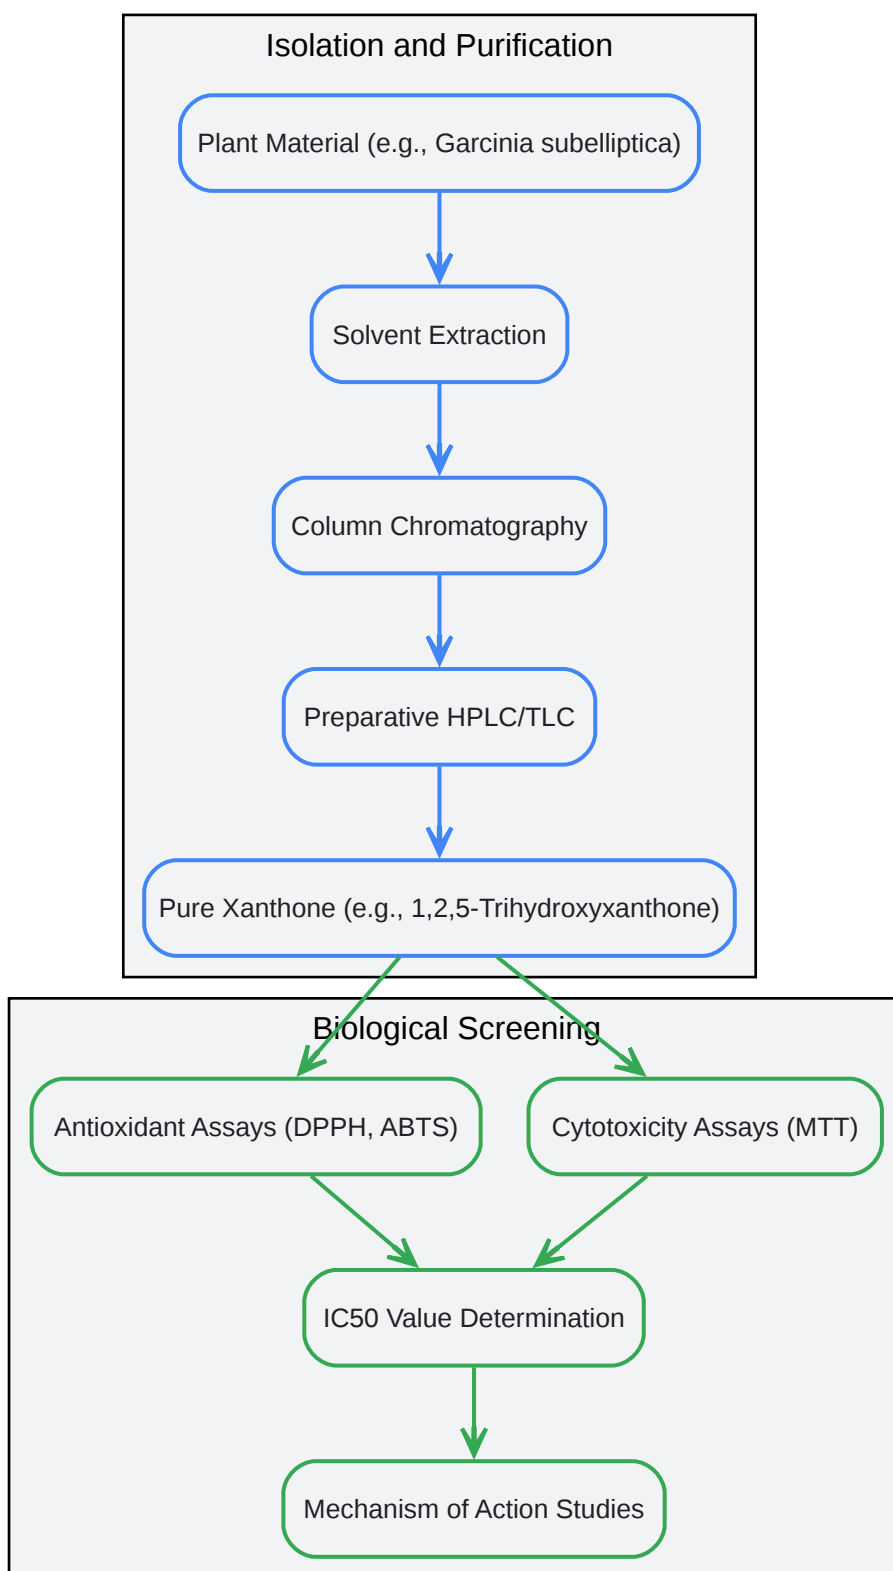 Isolation and Purification
Plant Material (e.g., Garcinia subelliptica)
Solvent Extraction
Column Chromatography
Preparative HPLC/TLC
Pure Xanthone (e.g., 1,2,5-Trihydroxyxanthone)
Biological Screening
Antioxidant Assays (DPPH, ABTS)
Cytotoxicity Assays (MTT)
IC50 Value Determination
Mechanism of Action Studies